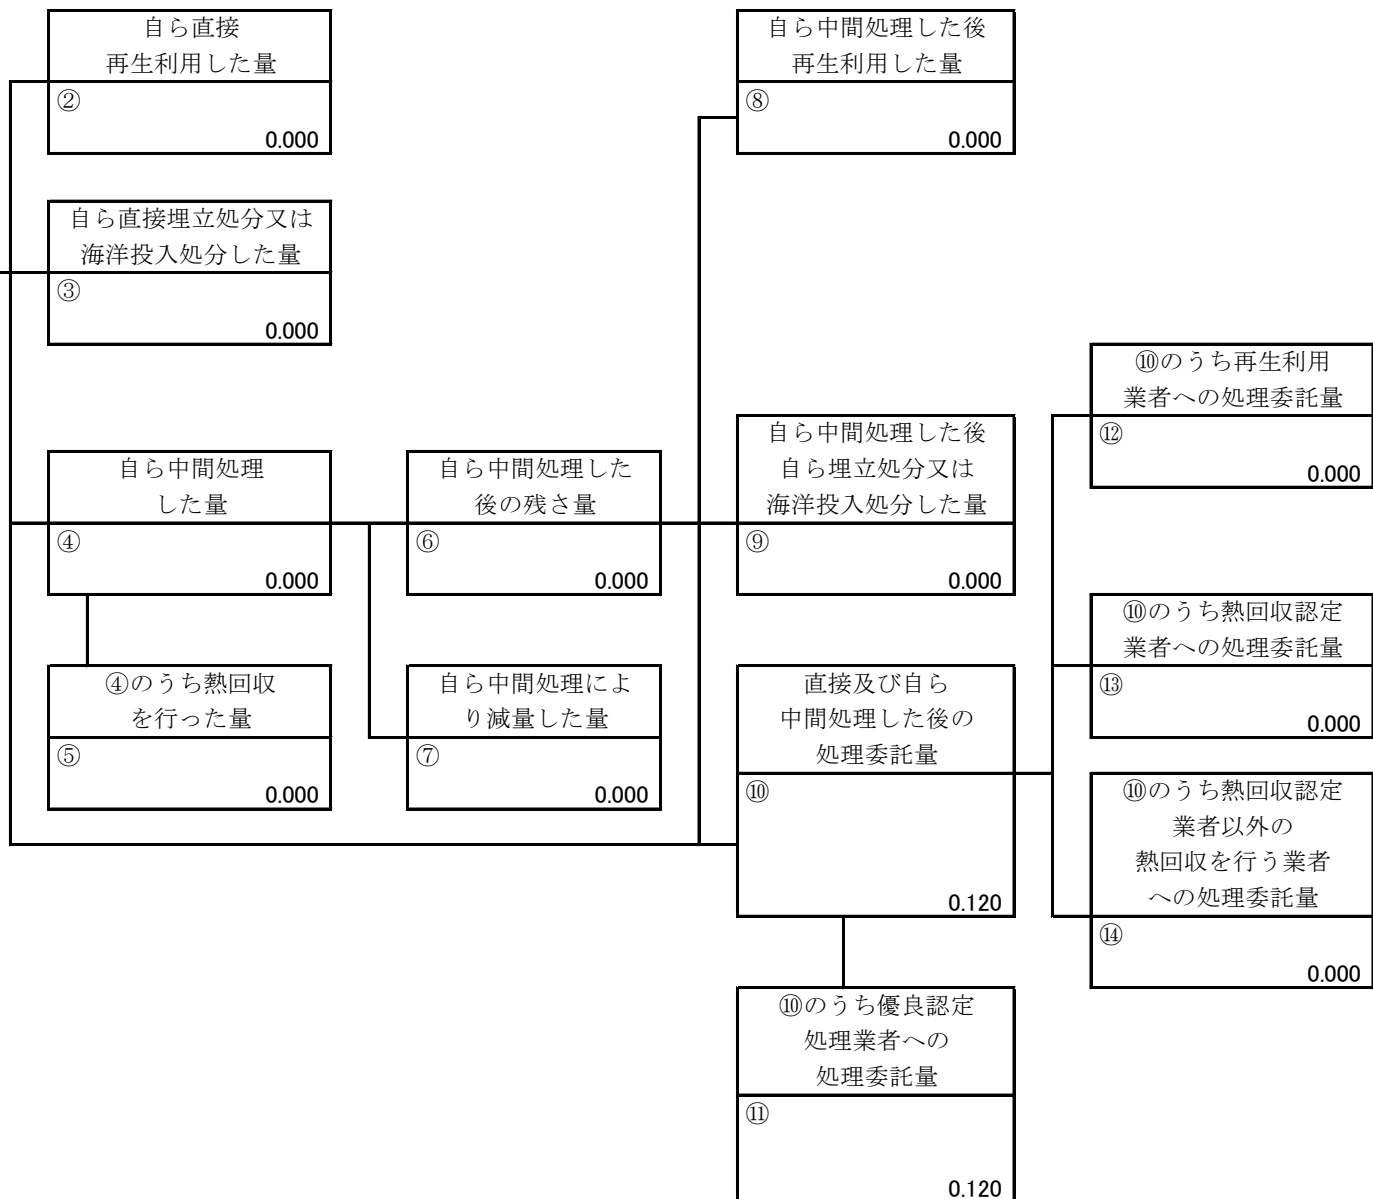 自ら直接
再生利用した量
②
0.000
自ら中間処理した後
再生利用した量
⑧
0.000
自ら直接埋立処分又は
海洋投入処分した量
③
0.000
⑩のうち再生利用
業者への処理委託量
⑫
0.000
自ら中間処理
した量
④
0.000
自ら中間処理した
後の残さ量
⑥
0.000
自ら中間処理した後
自ら埋立処分又は
海洋投入処分した量
⑨
0.000
⑩のうち熱回収認定
業者への処理委託量
⑬
0.000
④のうち熱回収
を行った量
⑤
0.000
自ら中間処理によ
り減量した量
⑦
0.000
直接及び自ら
中間処理した後の
処理委託量
⑩
0.120
⑩のうち熱回収認定
業者以外の
熱回収を行う業者
への処理委託量
⑭
0.000
⑩のうち優良認定
処理業者への
処理委託量
⑪
0.120